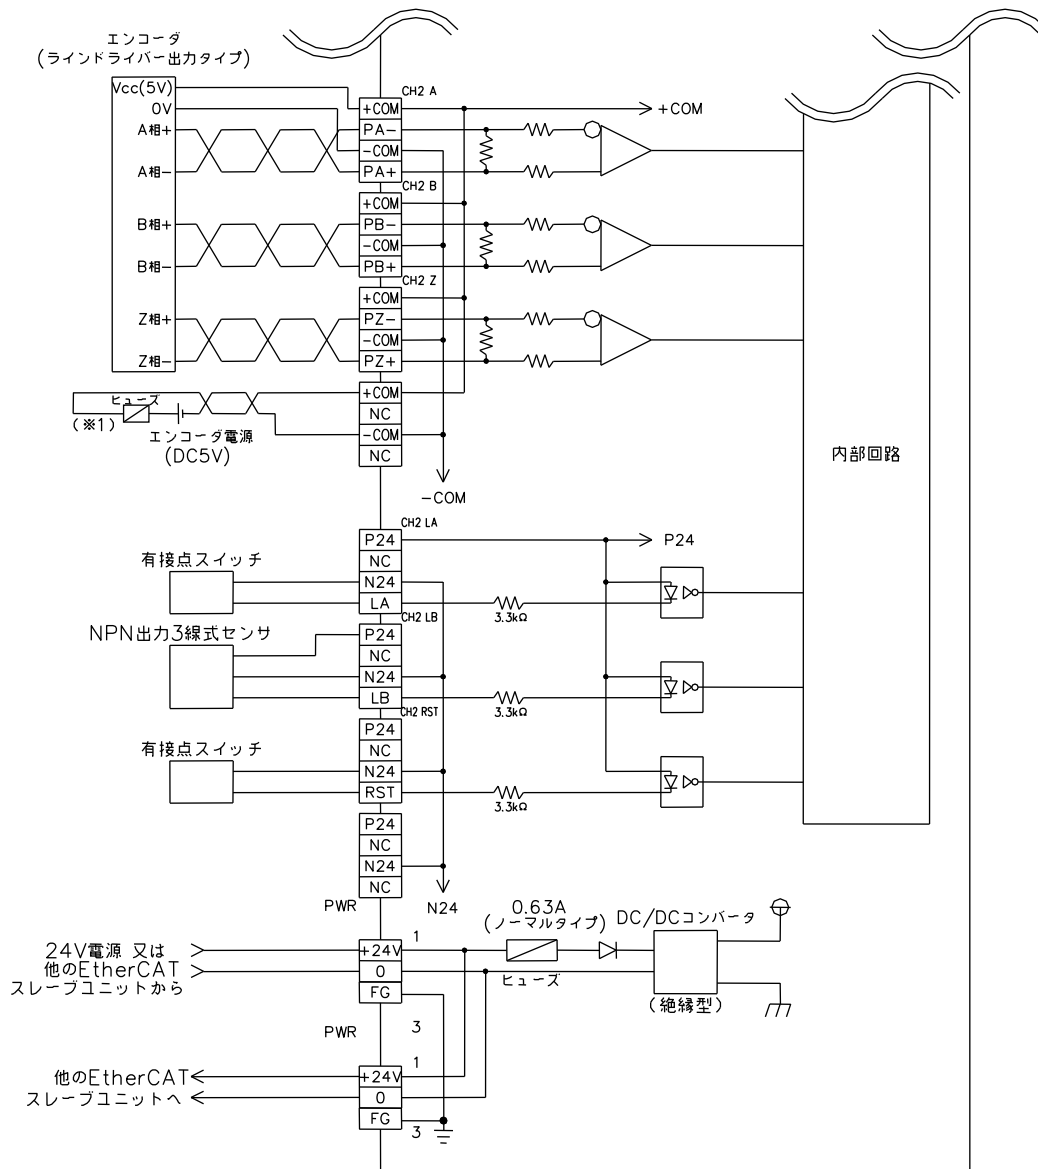 エンコーダ
(ラインドライバー出力タイプ)
Vcc(5V)
0V
A相+
A相-
B相+
B相-
Z相+
Z相-
CH2 A
+COM
PA-
-COM
PA+
CH2 B
+COM
PB-
-COM
PB+
CH2 Z
+COM
PZ-
-COM
PZ+
+COM
NC
-COM
NC
+COM
ヒューズ
(※1)
エンコーダ電源
(DC5V)
-COM
内部回路
CH2 LA
P24
NC
N24
LA
P24
有接点スイッチ
3.3kΩ
CH2 LB
NPN出力3線式センサ
P24
NC
N24
LB
3.3kΩ
CH2 RST
有接点スイッチ
P24
NC
N24
RST
3.3kΩ
P24
NC
N24
NC
N24
PWR
0.63A
(ノーマルタイプ)
DC/DCコンバータ
1
24V電源 又は
他のEtherCAT
スレーブユニットから
+24V
0
FG
ヒューズ
(絶縁型)
3
PWR
1
他のEtherCAT
スレーブユニットへ
+24V
0
FG
3